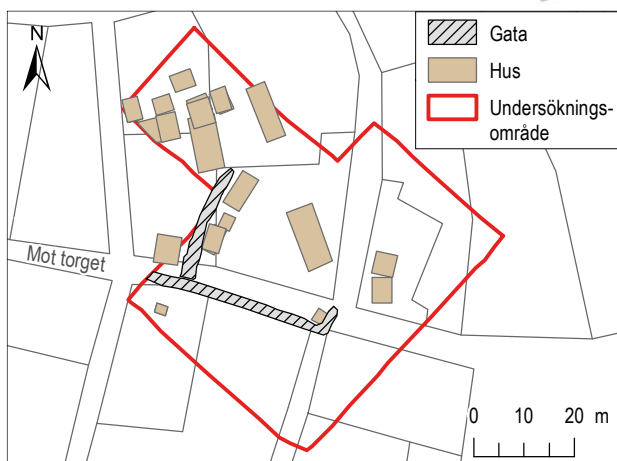 N
Gata
Hus
Undersöknings-
område
Mot torget
0 10 20 m